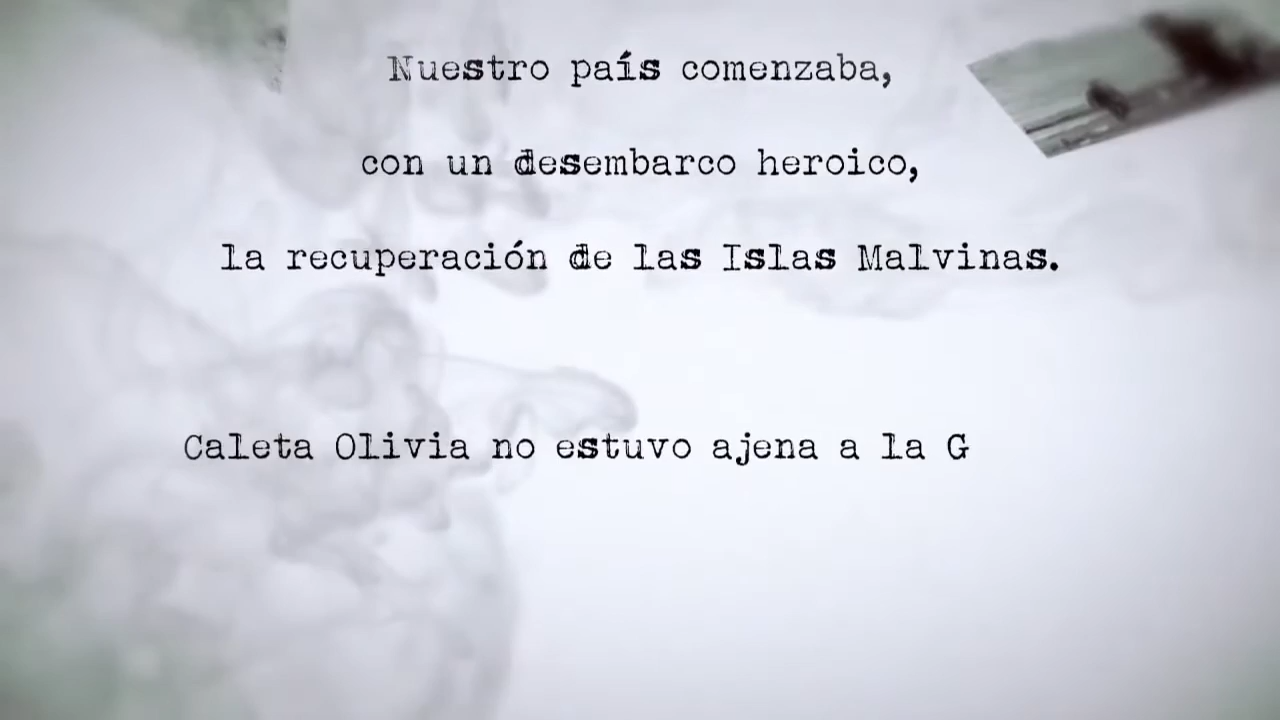 Nuestro país comenzaba,
con un desembarco heroico,
la recuperación de las Islas Malvinas.
Caleta Olivia no estuvo ajena a la G